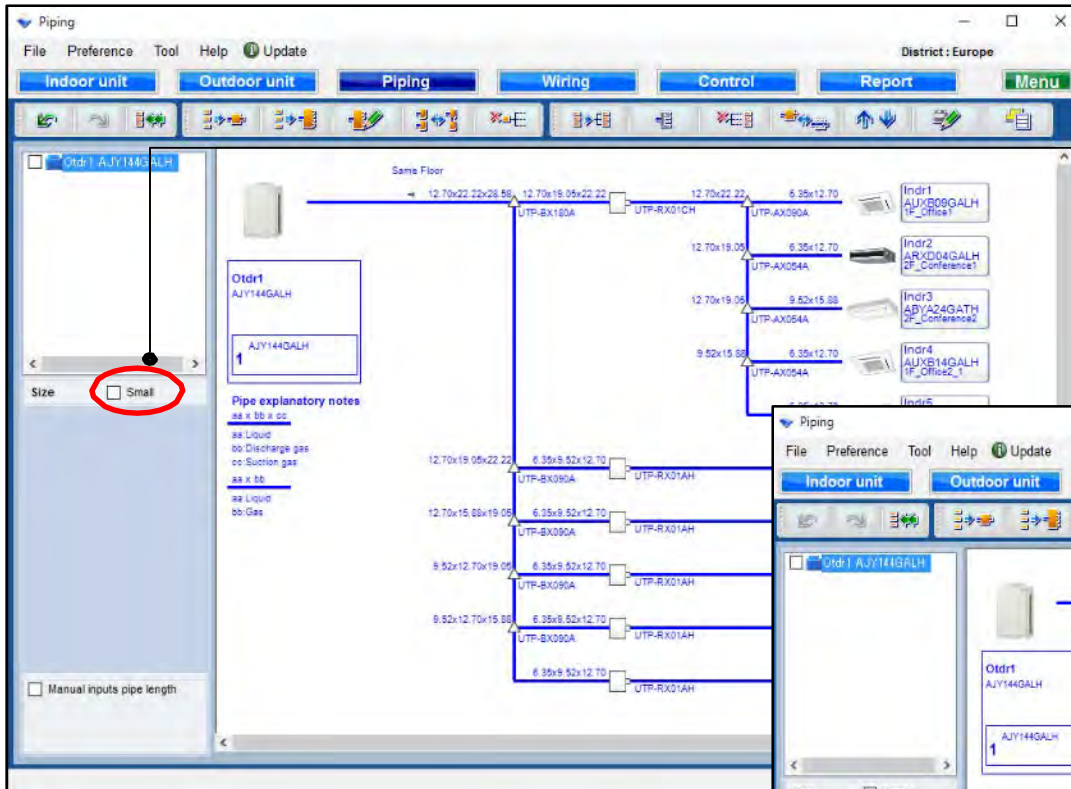 Piping
File Preference Tool Help Update
District : Europe
Indoor unit Outdoor unit Piping Wiring Control Report Menu
Otdr1 AJY144GALH
Size Small
Manual inputs pipe length
Same Floor
12.70x22.22x28.58 12.70x19.05x22.22 12.70x22.22 6.35x12.70
UTP-BX180A UTP-RX01CH UTP-AX090A
Indr1
AUXB09GALH
1F_Office1
12.70x19.05 6.35x12.70
UTP-AX054A
Indr2
ARXD04GALH
2F_Conference1
12.70x19.05 9.52x15.88
UTP-AX054A
Indr3
ABYA24GATH
2F_Conference2
9.52x15.88 6.35x12.70
UTP-AX054A
Indr4
AUXB14GALH
1F_Office2_1
Indr5
Otdr1
AJY144GALH
AJY144GALH
1
Pipe explanatory notes
aa x bb x cc
aa:Liquid
bb:Discharge gas
cc:Suction gas
aa x bb
aa:Liquid
bb:Gas
12.70x19.05x22.22 6.35x9.52x12.70
UTP-BX090A UTP-RX01AH
12.70x15.88x19.05 6.35x9.52x12.70
UTP-BX090A UTP-RX01AH
9.52x12.70x19.05 6.35x9.52x12.70
UTP-BX090A UTP-RX01AH
9.52x12.70x15.88 6.35x9.52x12.70
UTP-BX090A UTP-RX01AH
6.35x9.52x12.70
UTP-RX01AH
Piping
File Preference Tool Help Update
Indoor unit Outdoor unit
Otdr1 AJY144GALH
Otdr1
AJY144GALH
AJY144GALH
1